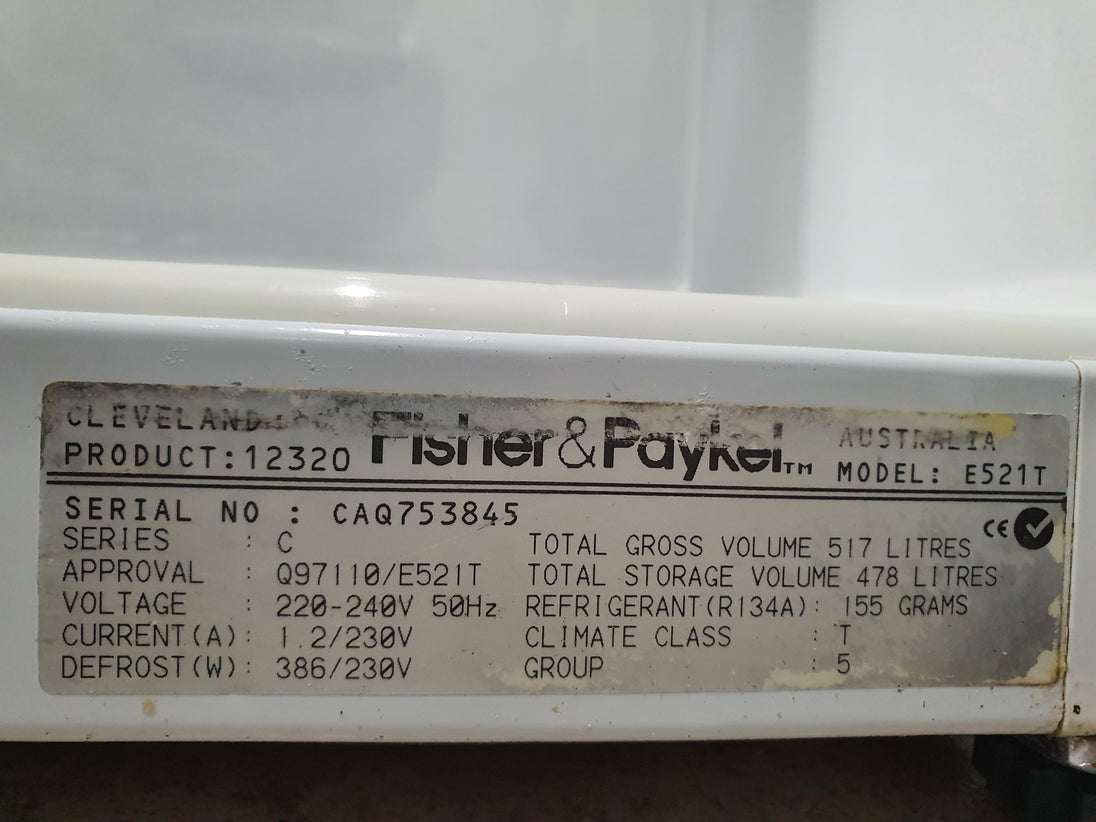 CLEVELAND
Fisher&Paykel™
AUSTRALIA
PRODUCT:12320
MODEL: E521T
SERIAL NO : CAQ753845
SERIES : C
TOTAL GROSS VOLUME 517 LITRES
CE
APPROVAL : Q97110/E521T
TOTAL STORAGE VOLUME 478 LITRES
VOLTAGE : 220-240V 50Hz
REFRIGERANT(R134A): 155 GRAMS
CURRENT(A): 1.2/230V
CLIMATE CLASS : T
DEFROST(W): 386/230V
GROUP : 5